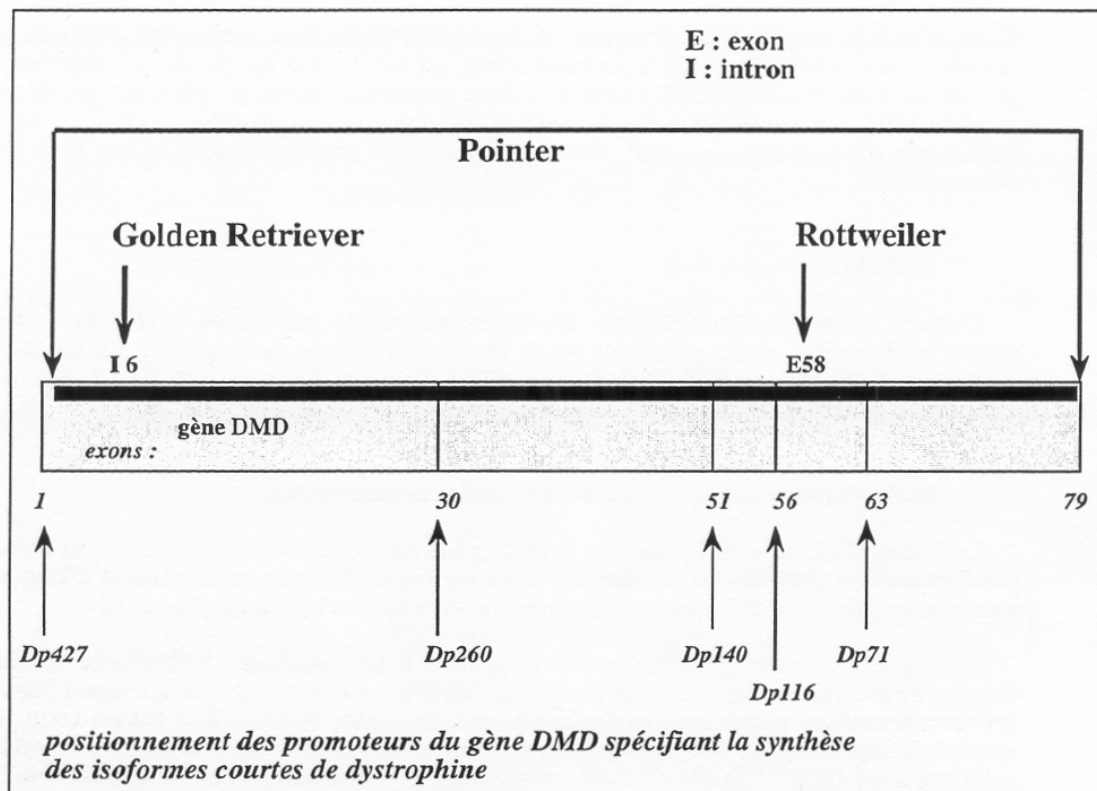 E : exon
I : intron
Pointer
Golden Retriever
Rottweiler
I 6
E58
gène DMD
exons :
1 30 51 56 63 79
Dp427 Dp260 Dp140 Dp71
Dp116
positionnement des promoteurs du gène DMD spécifiant la synthèse
des isoformes courtes de dystrophine